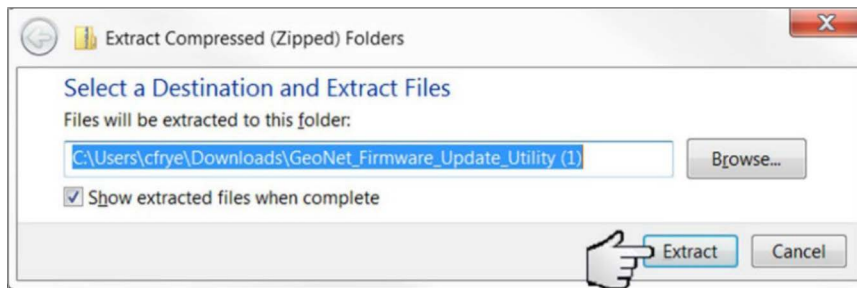 Extract Compressed (Zipped) Folders
Select a Destination and Extract Files
Files will be extracted to this folder:
C:\Users\cfrye\Downloads\GeoNet_Firmware_Update_Utility (1)
Browse...
Show extracted files when complete
Extract
Cancel